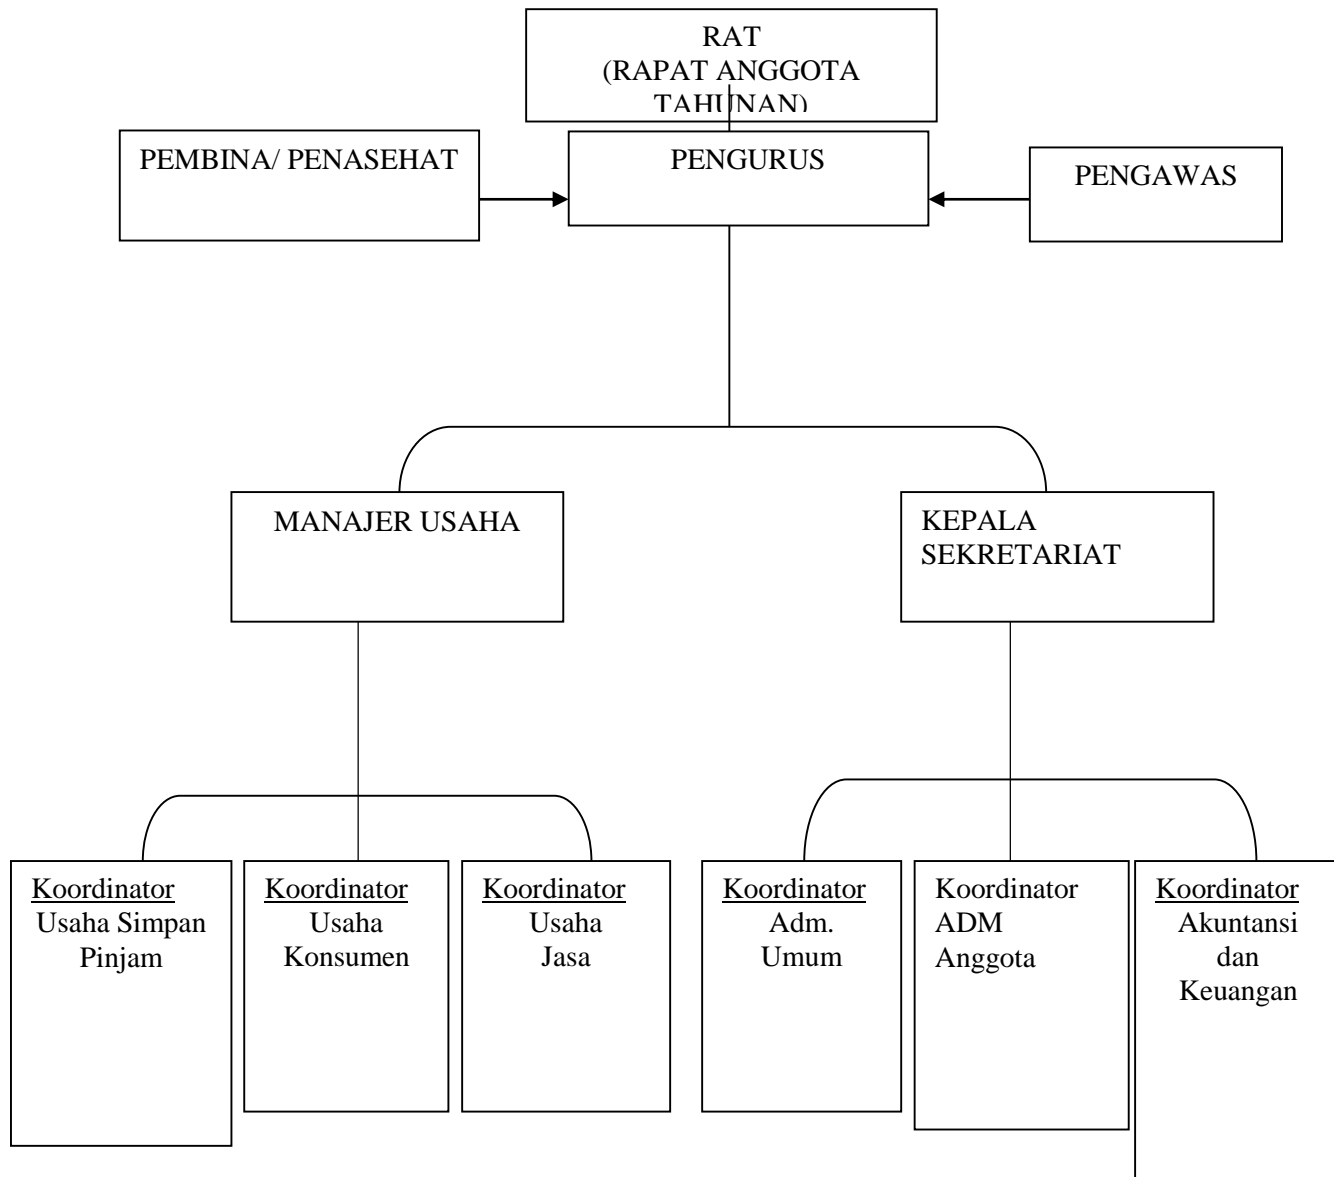 RAT
(RAPAT ANGGOTA
TAHUNAN)
PEMBINA/ PENASEHAT
PENGURUS
PENGAWAS
MANAJER USAHA
KEPALA
SEKRETARIAT
Koordinator
Usaha Simpan
Pinjam
Koordinator
Usaha
Konsumen
Koordinator
Usaha
Jasa
Koordinator
Adm.
Umum
Koordinator
ADM
Anggota
Koordinator
Akuntansi
dan
Keuangan